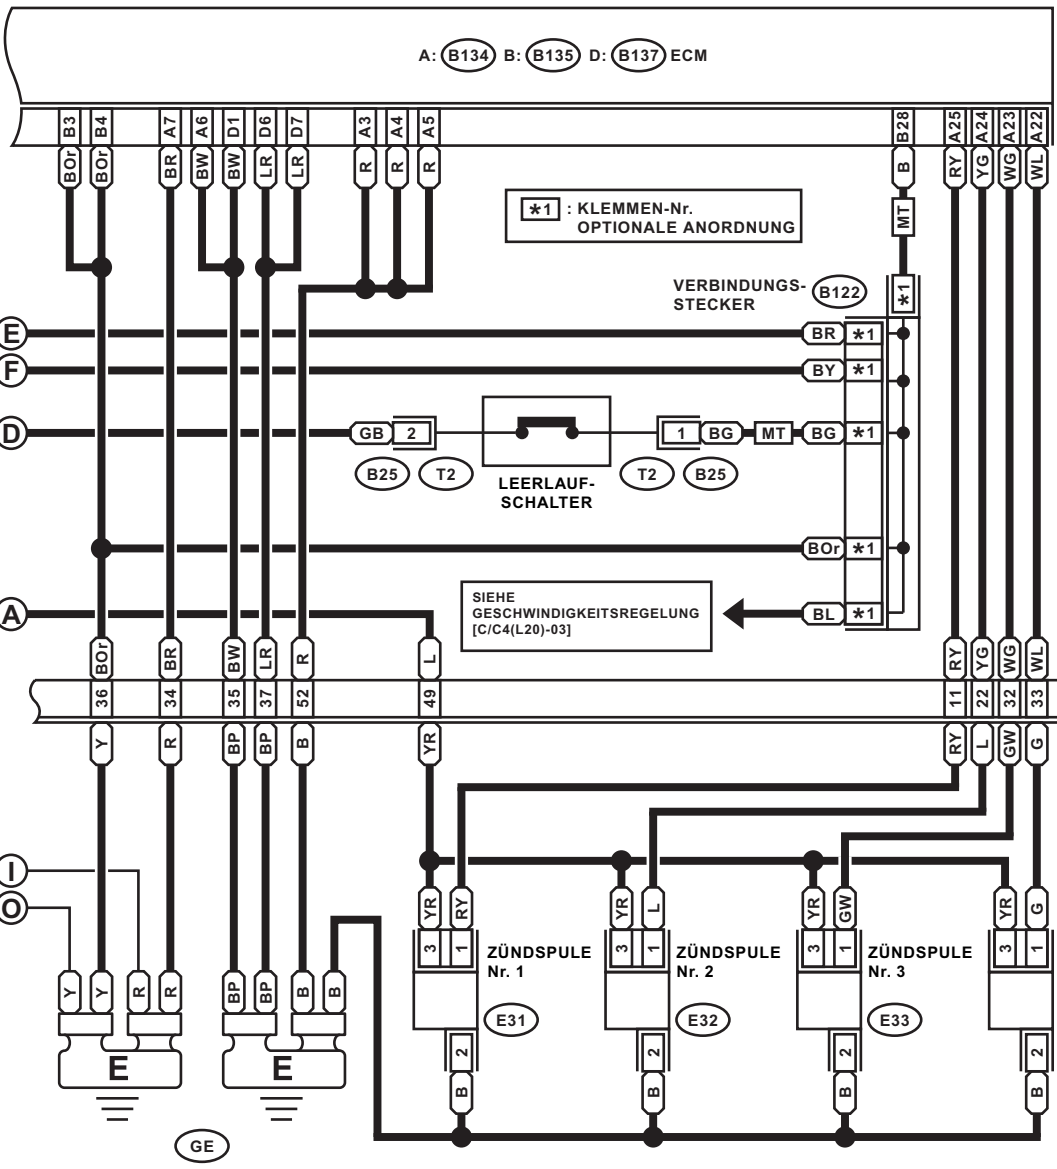 A: B134 B: B135 D: B137 ECM
B3 B4 A7 A6 D1 D6 D7 A3 A4 A5 B28 A25 A24 A23 A22
BOr BOr BR BW BW LR LR R R R B RY YG WG WL
MT
*1 : KLEMMEN-Nr.
OPTIONALE ANORDNUNG
VERBINDUNGS-
STECKER
B122
*1
E BR *1
F BY *1
D GB 2 1 BG MT BG *1
B25 T2 T2 B25
LEERLAUF-
SCHALTER
BOr *1
SIEHE
GESCHWINDIGKEITSREGELUNG
[C/C4(L20)-03]
A BL *1
BOr BR BW LR R L RY YG WG WL
36 34 35 37 52 49 11 22 32 33
Y R BP BP B YR RY L GW G
I
O
YR RY YR L YR GW YR G
3 1 3 1 3 1 3 1
ZÜNDSPULE
Nr. 1
ZÜNDSPULE
Nr. 2
ZÜNDSPULE
Nr. 3
Y Y R R BP BP B B
E31 E32 E33
2 2 2 2
E E
B B B B
GE